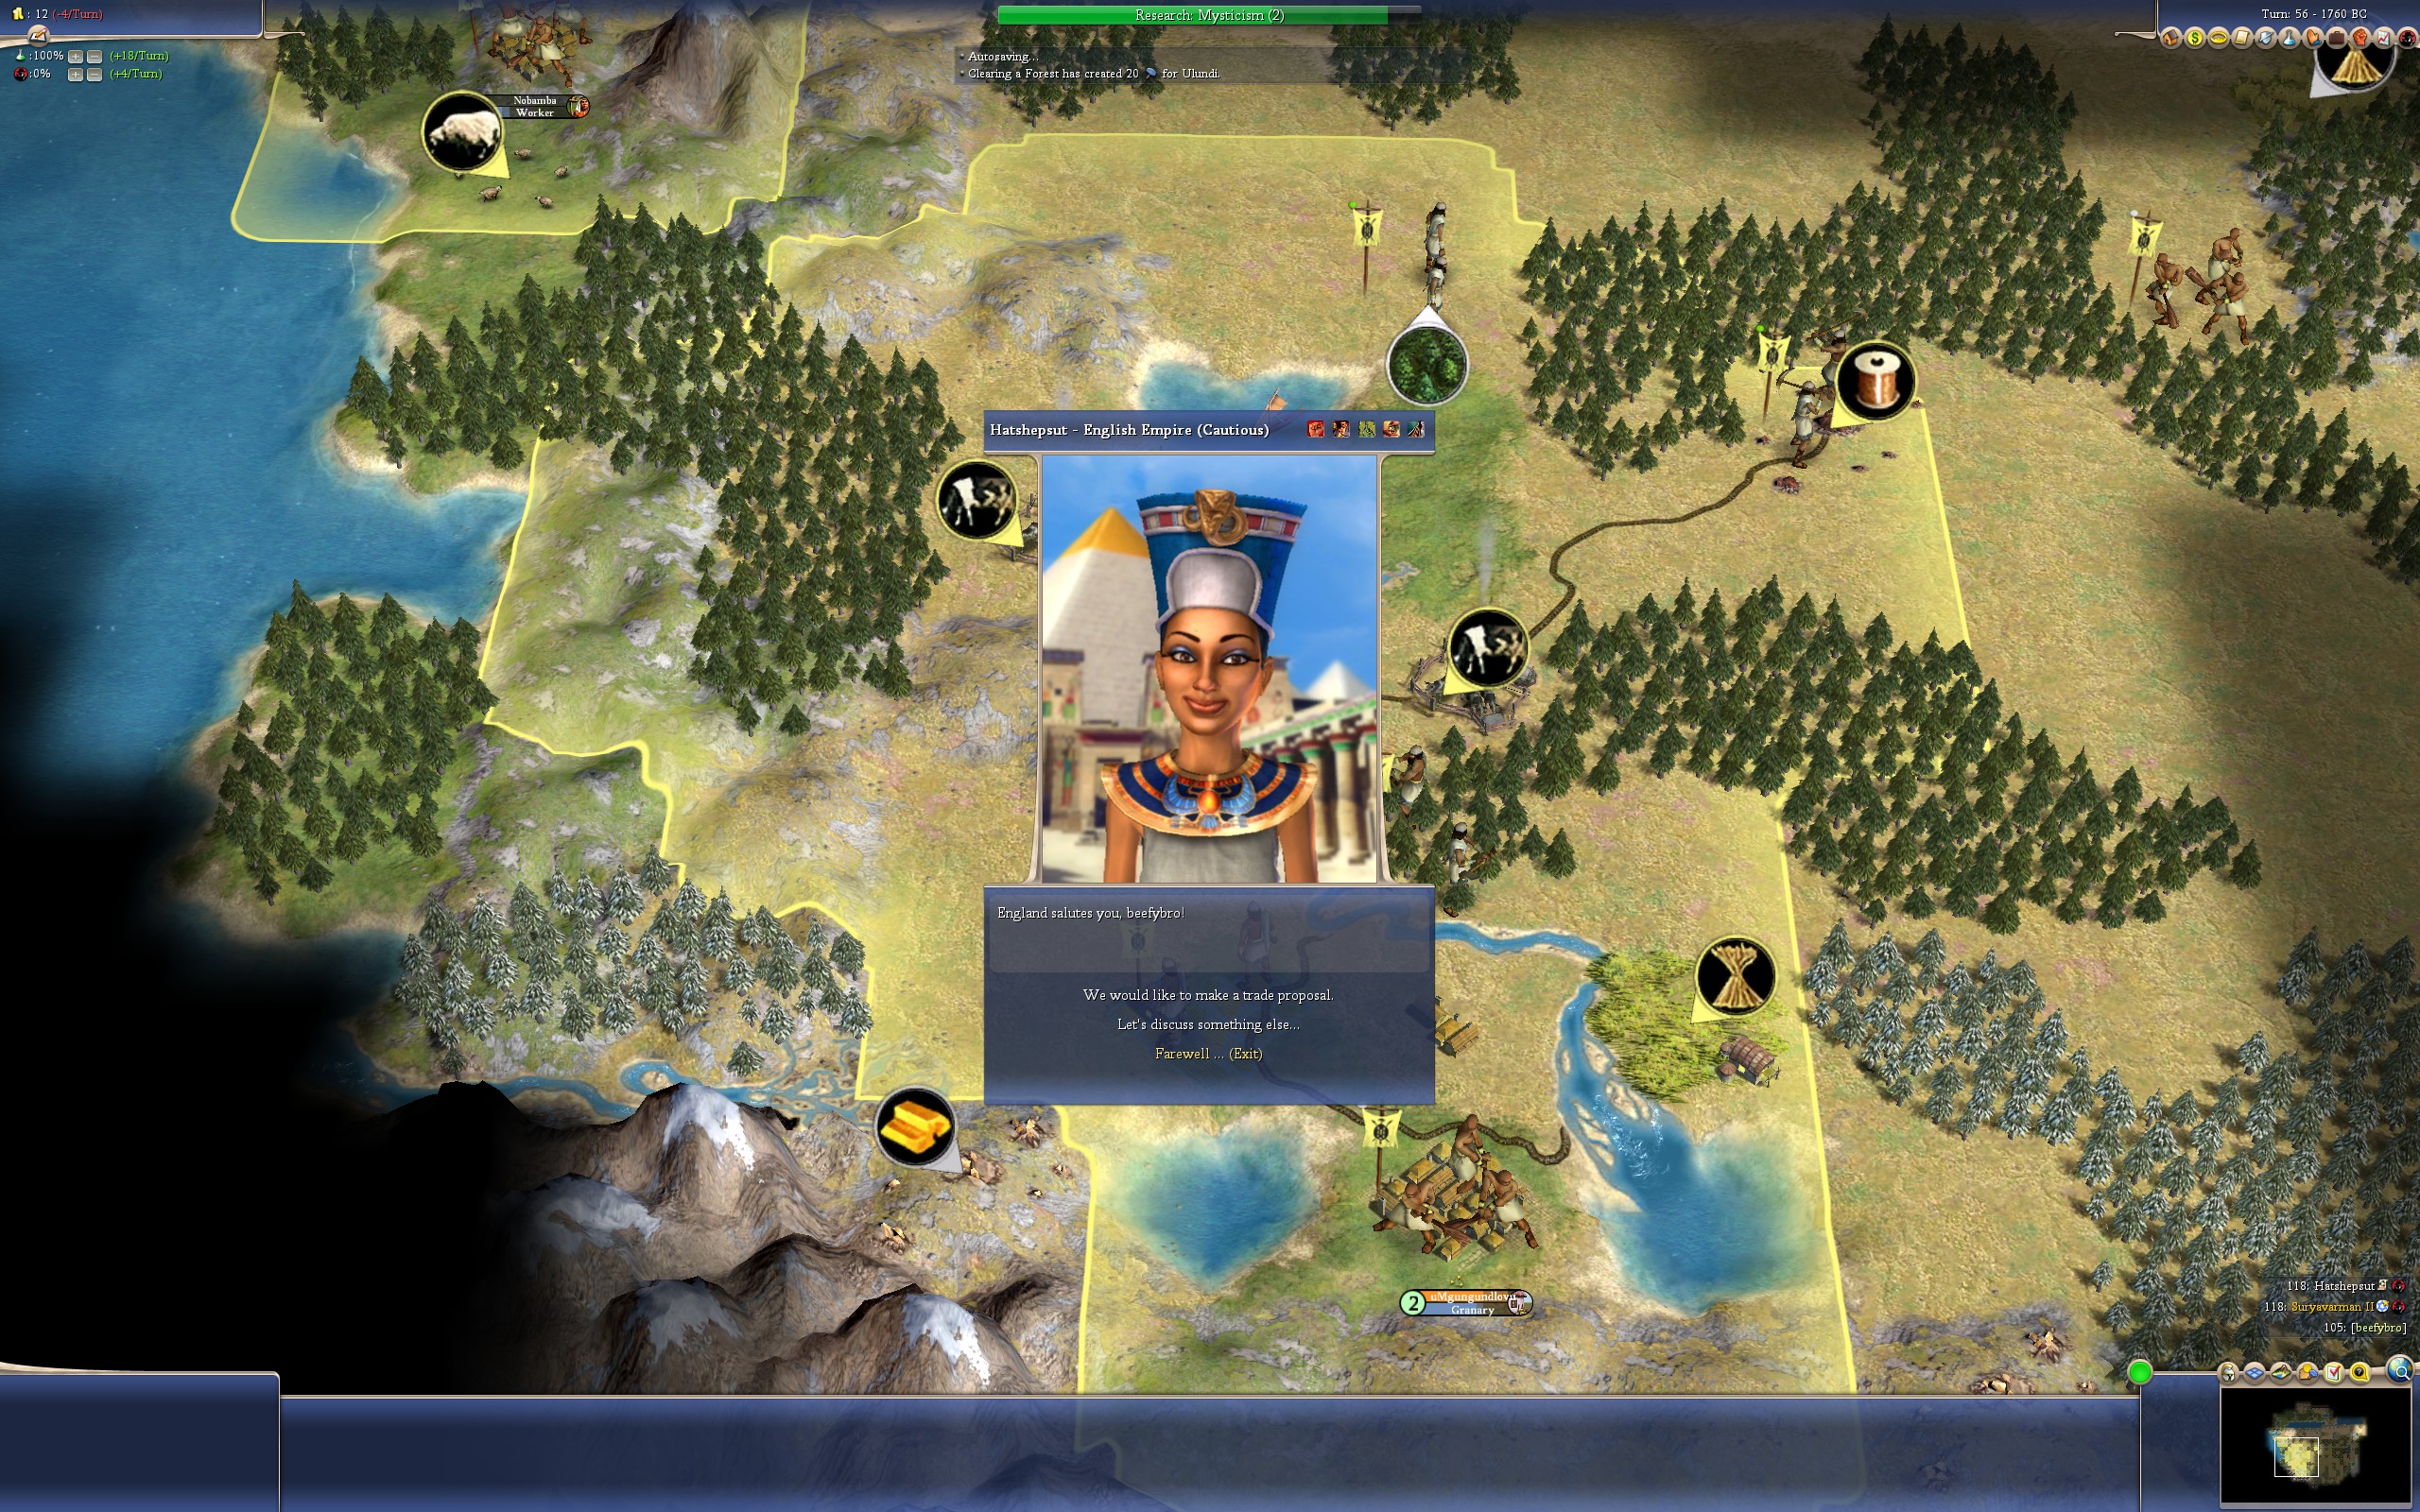 : 12 (-4/Turn)
Research: Mysticism (2)
Turn: 56 - 1760 BC
:100% (+18/Turn)
:0% (+4/Turn)
• Autosaving...
• Clearing a Forest has created 20 for Ulundi.
Nobamba
Worker
Hatshepsut - English Empire (Cautious)
England salutes you, beefybro!
We would like to make a trade proposal.
Let's discuss something else...
Farewell ... (Exit)
2 uMgungundlovu
Granary
118: Hatshepsut
118: Suryavarman II
105: [beefybro]